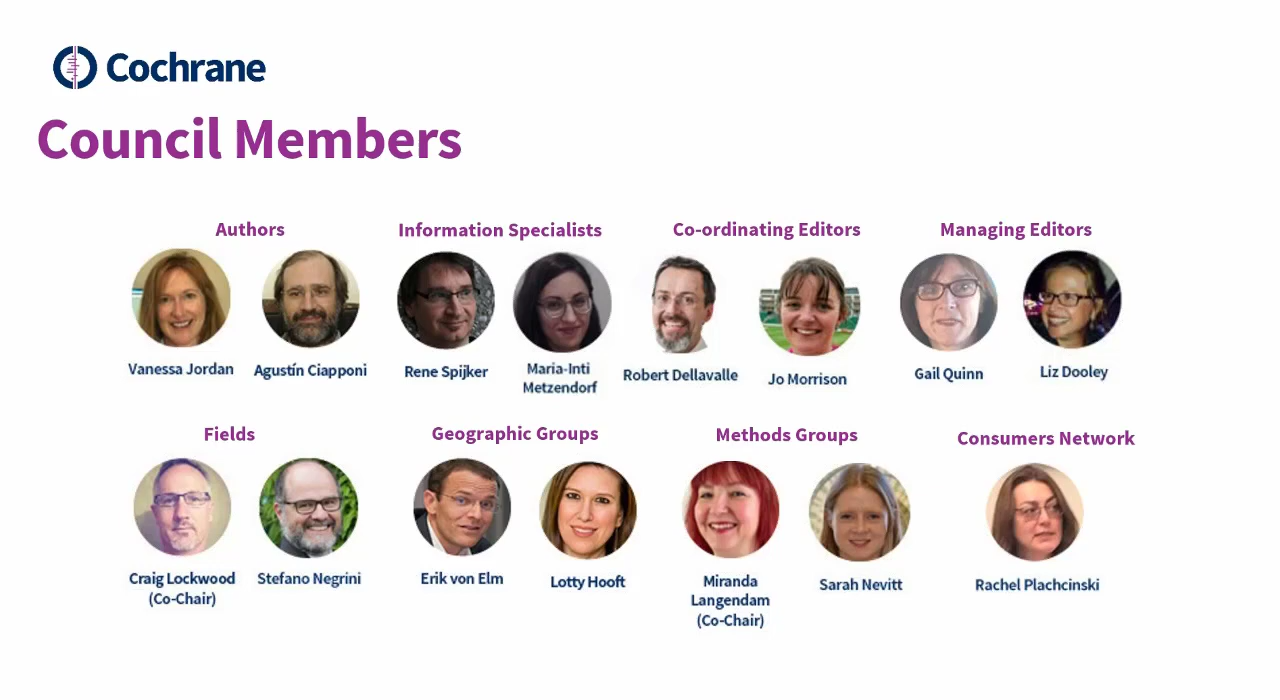 Cochrane
Council Members
Authors
Information Specialists
Co-ordinating Editors
Managing Editors
Vanessa Jordan
Agustín Ciapponi
Rene Spijker
Maria-Inti
Metzendorf
Robert Dellavalle
Jo Morrison
Gail Quinn
Liz Dooley
Fields
Geographic Groups
Methods Groups
Consumers Network
Craig Lockwood
(Co-Chair)
Stefano Negrini
Erik von Elm
Lotty Hooft
Miranda
Langendam
(Co-Chair)
Sarah Nevitt
Rachel Plachcinski